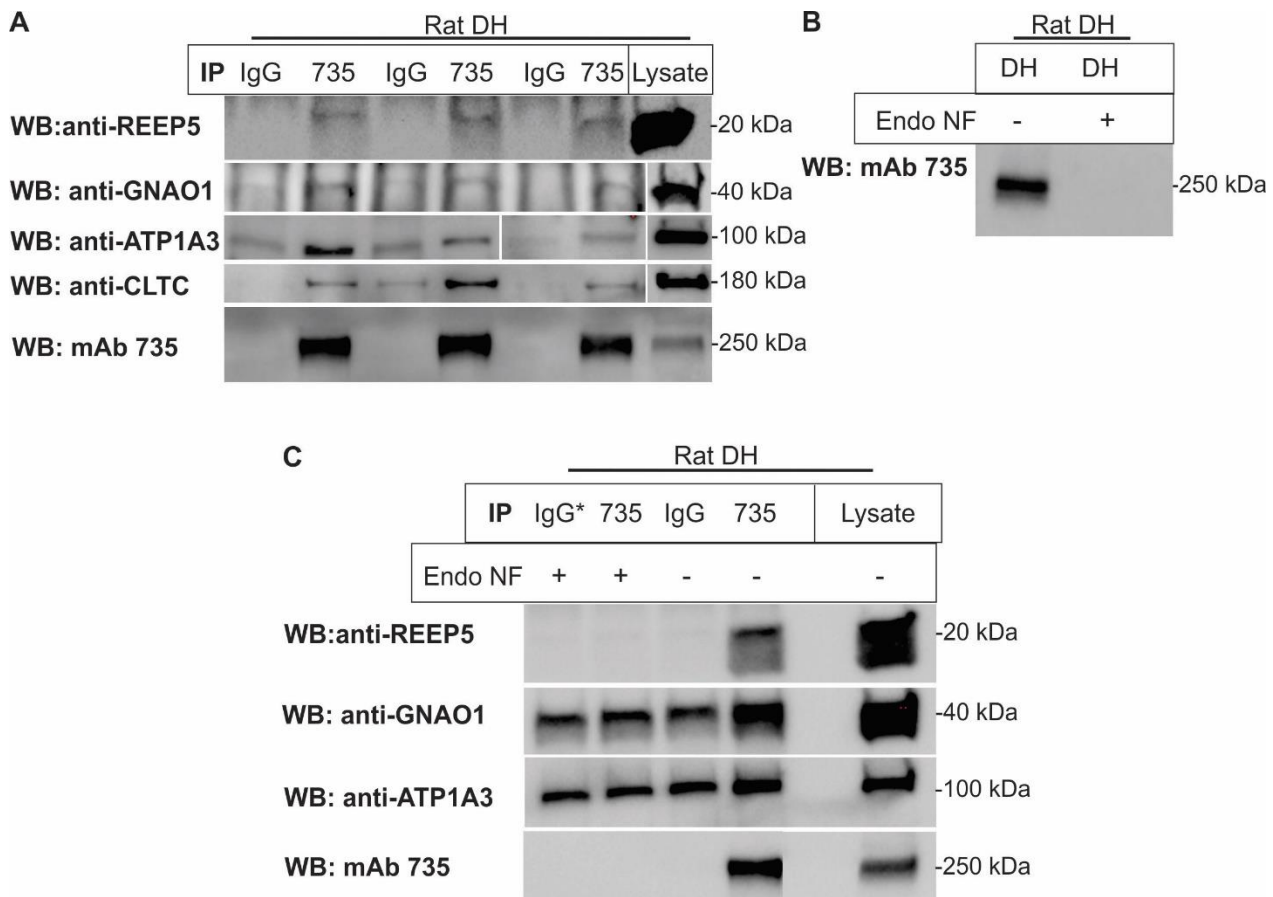 A
Rat DH
IP IgG 735 IgG 735 IgG 735 Lysate
WB:anti-REEP5 -20 kDa
WB: anti-GNAO1 -40 kDa
WB: anti-ATP1A3 -100 kDa
WB: anti-CLTC -180 kDa
WB: mAb 735 -250 kDa
B
Rat DH
DH DH
Endo NF - +
WB: mAb 735 -250 kDa
C
Rat DH
IP IgG* 735 IgG 735 Lysate
Endo NF + + - - -
WB:anti-REEP5 -20 kDa
WB: anti-GNAO1 -40 kDa
WB: anti-ATP1A3 -100 kDa
WB: mAb 735 -250 kDa